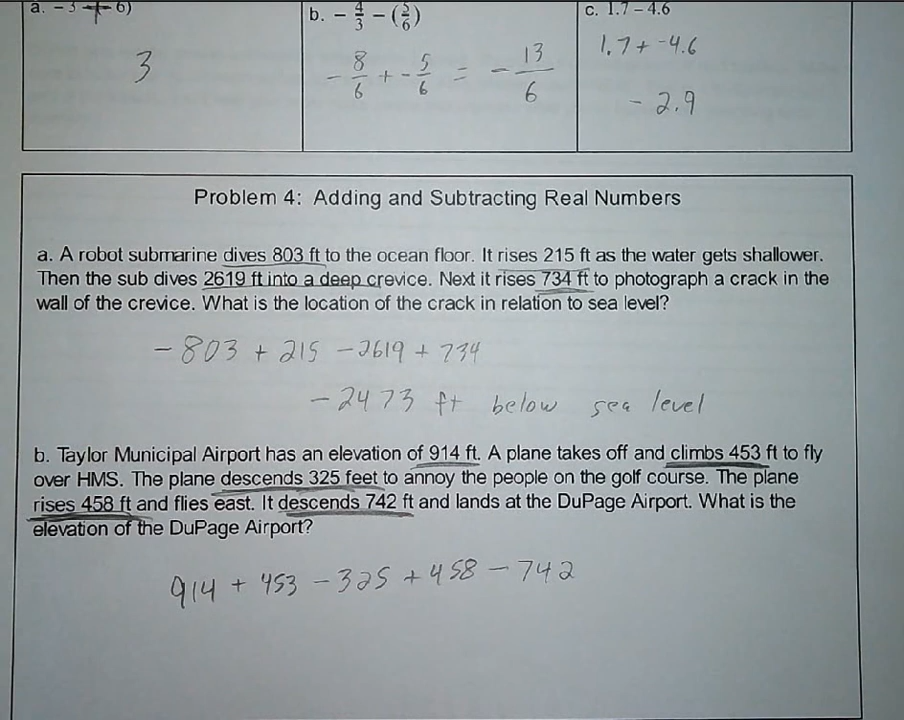 a. - 3 + 6)
b. - 4/3 - (5/6)
c. 1.7 – 4.6
3
- 8/6 + - 5/6 = - 13/6
1.7 + -4.6
- 2.9
Problem 4: Adding and Subtracting Real Numbers
a. A robot submarine dives 803 ft to the ocean floor. It rises 215 ft as the water gets shallower.
Then the sub dives 2619 ft into a deep crevice. Next it rises 734 ft to photograph a crack in the
wall of the crevice. What is the location of the crack in relation to sea level?
- 803 + 215 - 2619 + 734
- 2473 ft below sea level
b. Taylor Municipal Airport has an elevation of 914 ft. A plane takes off and climbs 453 ft to fly
over HMS. The plane descends 325 feet to annoy the people on the golf course. The plane
rises 458 ft and flies east. It descends 742 ft and lands at the DuPage Airport. What is the
elevation of the DuPage Airport?
914 + 453 - 325 + 458 - 742